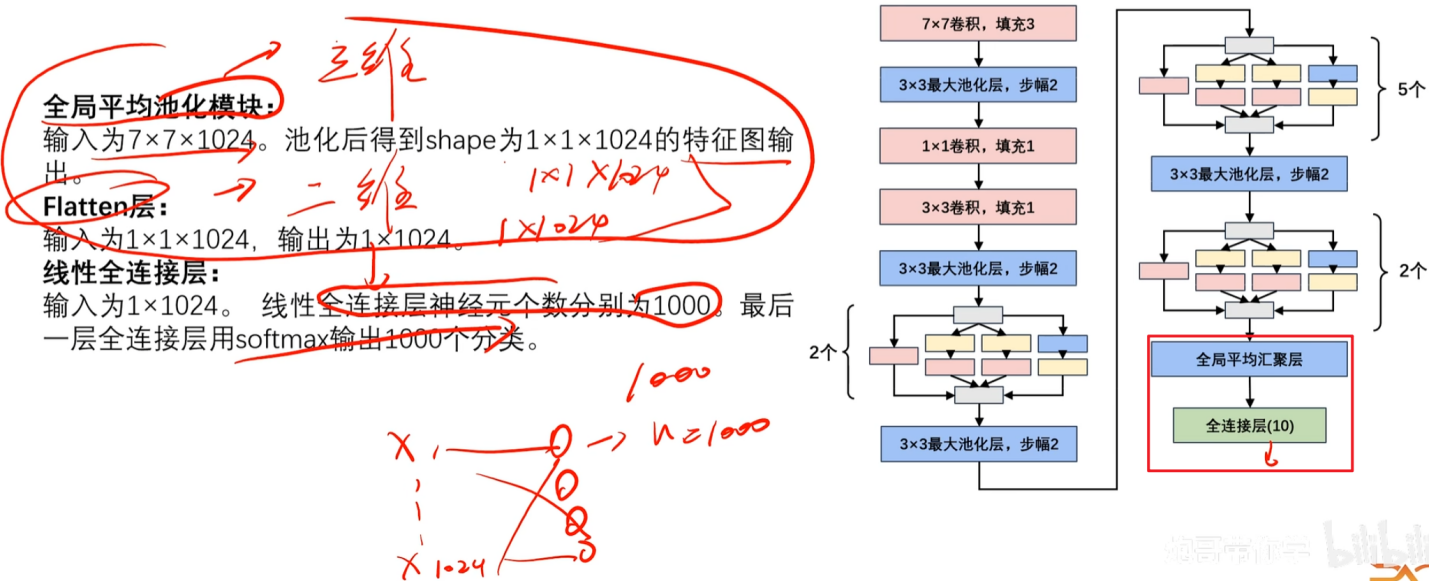 三维
全局平均池化模块：
输入为7×7×1024。池化后得到shape为1×1×1024的特征图输
出。
二维
1×1×1024
Flatten层：
1×1024
输入为1×1×1024，输出为1×1024。
线性全连接层：
输入为1×1024。 线性全连接层神经元个数分别为1000。最后
一层全连接层用softmax输出1000个分类。
1000
X1
n=1000
X1024
7×7卷积，填充3
3×3最大池化层，步幅2
1×1卷积，填充1
3×3卷积，填充1
3×3最大池化层，步幅2
2个
3×3最大池化层，步幅2
5个
3×3最大池化层，步幅2
2个
全局平均汇聚层
全连接层(10)
炮哥带你学
bilibili